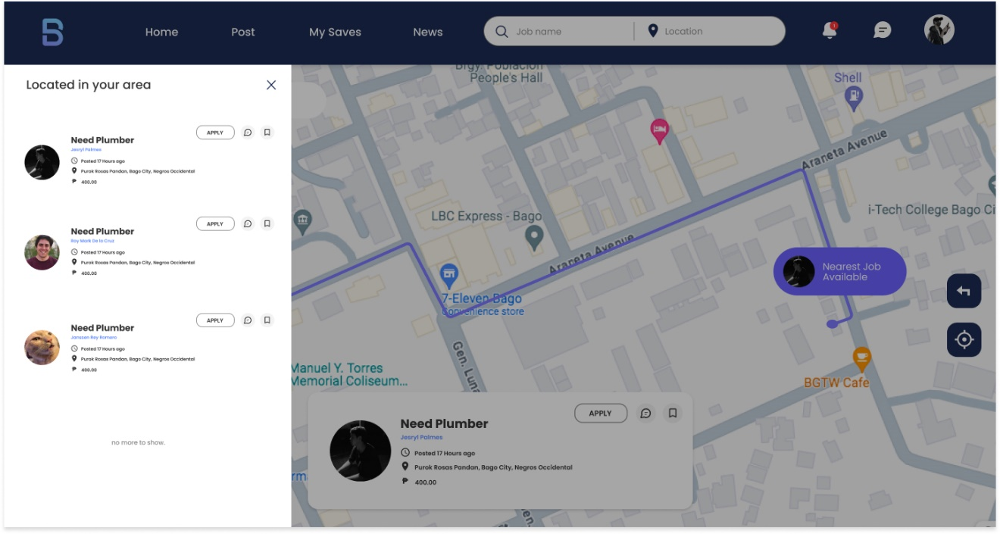 B
Home
Post
My Saves
News
Job name
Location
1
Located in your area
Need Plumber
APPLY
Jesryl Palmes
Posted 17 Hours ago
Purok Rosas Pandan, Bago City, Negros Occidental
₱ 400.00
Need Plumber
APPLY
Roy Mark De la Cruz
Posted 17 Hours ago
Purok Rosas Pandan, Bago City, Negros Occidental
₱ 400.00
Need Plumber
APPLY
Janssen Rey Romero
Posted 17 Hours ago
Purok Rosas Pandan, Bago City, Negros Occidental
₱ 400.00
no more to show.
Brgy. Poblacion
People's Hall
Shell
Araneta Avenue
i-Tech College Bago Ci
LBC Express - Bago
Araneta Avenue
Nearest Job
Available
7-Eleven Bago
Convenience store
Gen. Luna
Manuel Y. Torres
Memorial Coliseum...
BGTW Cafe
Need Plumber
APPLY
Jesryl Palmes
Posted 17 Hours ago
Purok Rosas Pandan, Bago City, Negros Occidental
₱ 400.00